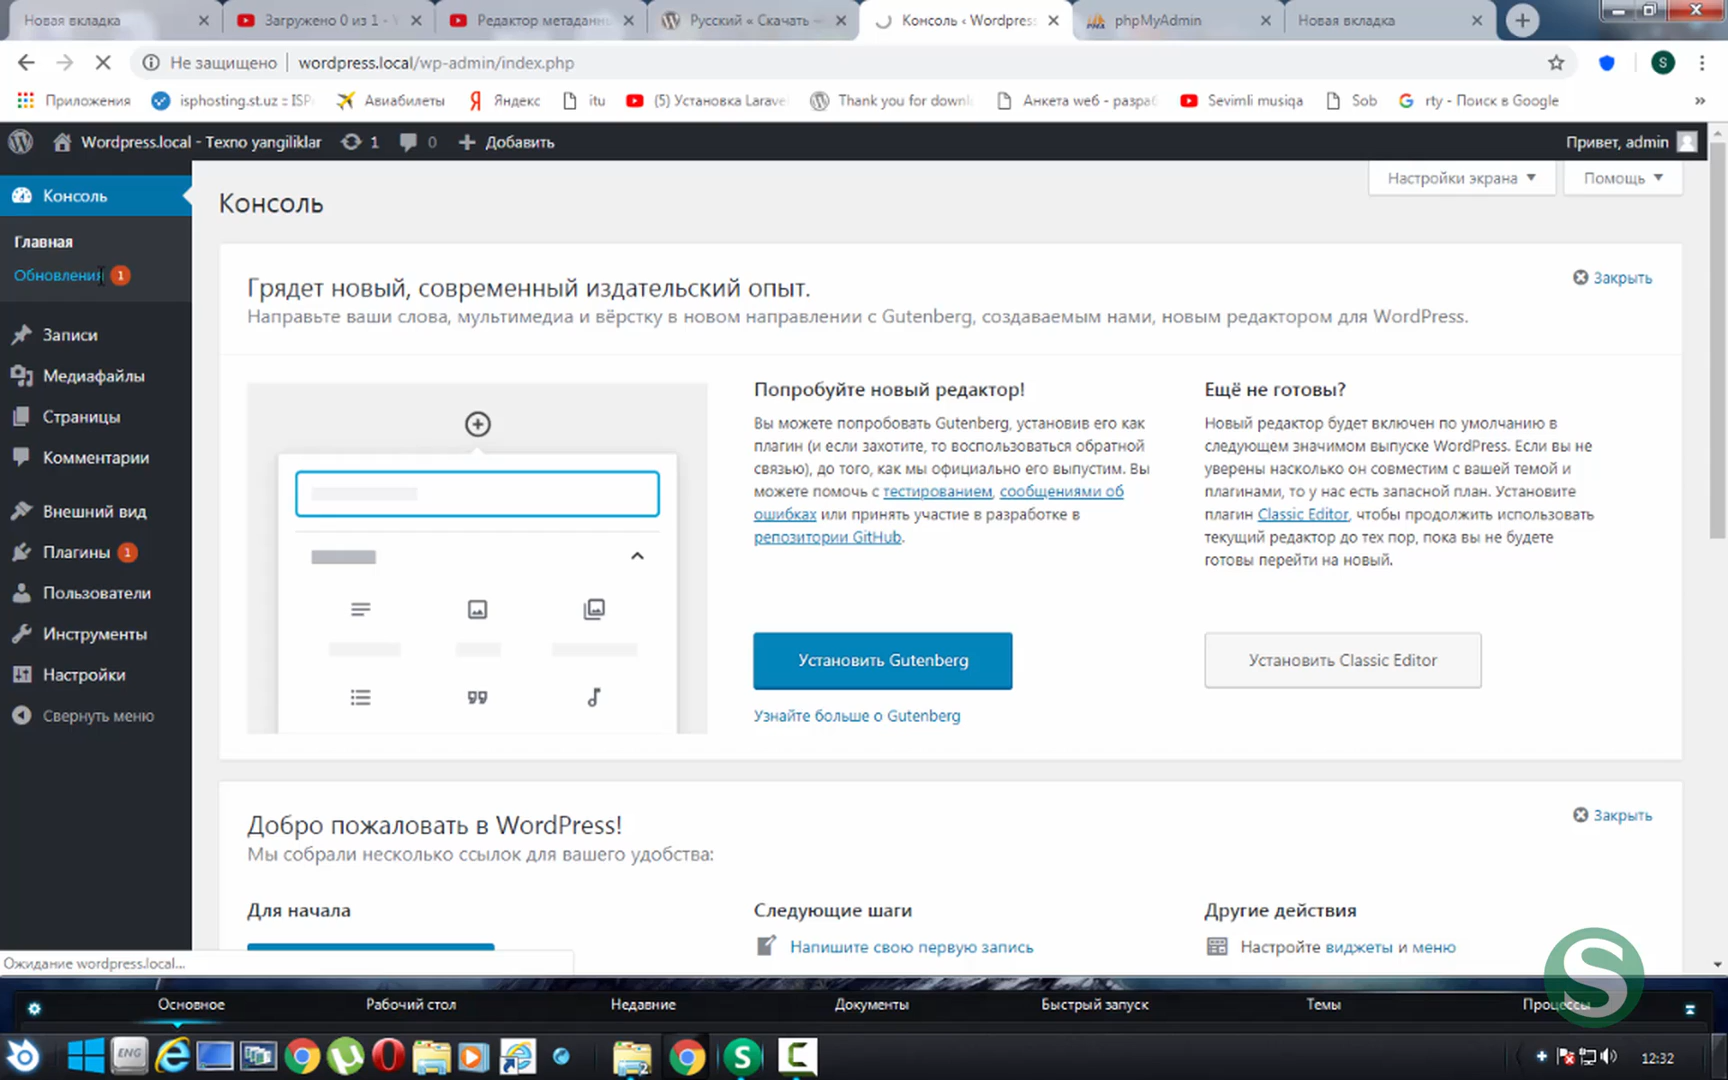 Новая вкладка
Загружено 0 из 1 -
Редактор метаданн
Русский « Скачать —
Консоль ‹ Wordpress
phpMyAdmin
Новая вкладка
Не защищено
wordpress.local/wp-admin/index.php
S
Приложения
isphosting.st.uz :: ISP
Авиабилеты
Яндекс
itu
(5) Установка Larave
Thank you for downl
Анкета web - разраб
Sevimli musiqa
Sob
rty - Поиск в Google
»
Wordpress.local - Texno yangiliklar
1
0
Добавить
Привет, admin
Консоль
Главная
Обновления 1
Записи
Медиафайлы
Страницы
Комментарии
Внешний вид
Плагины 1
Пользователи
Инструменты
Настройки
Свернуть меню
Настройки экрана
Помощь
Консоль
Закрыть
Грядет новый, современный издательский опыт.
Направьте ваши слова, мультимедиа и вёрстку в новом направлении с Gutenberg, создаваемым нами, новым редактором для WordPress.
Попробуйте новый редактор!
Вы можете попробовать Gutenberg, установив его как
плагин (и если захотите, то воспользоваться обратной
связью), до того, как мы официально его выпустим. Вы
можете помочь с тестированием, сообщениями об
ошибках или принять участие в разработке в
репозитории GitHub.
Установить Gutenberg
Узнайте больше о Gutenberg
Ещё не готовы?
Новый редактор будет включен по умолчанию в
следующем значимом выпуске WordPress. Если вы не
уверены насколько он совместим с вашей темой и
плагинами, то у нас есть запасной план. Установите
плагин Classic Editor, чтобы продолжить использовать
текущий редактор до тех пор, пока вы не будете
готовы перейти на новый.
Установить Classic Editor
Закрыть
Добро пожаловать в WordPress!
Мы собрали несколько ссылок для вашего удобства:
Для начала
Следующие шаги
Напишите свою первую запись
Другие действия
Настройте виджеты и меню
Ожидание wordpress.local...
Основное
Рабочий стол
Недавние
Документы
Быстрый запуск
Темы
Процессы
ENG
12:32